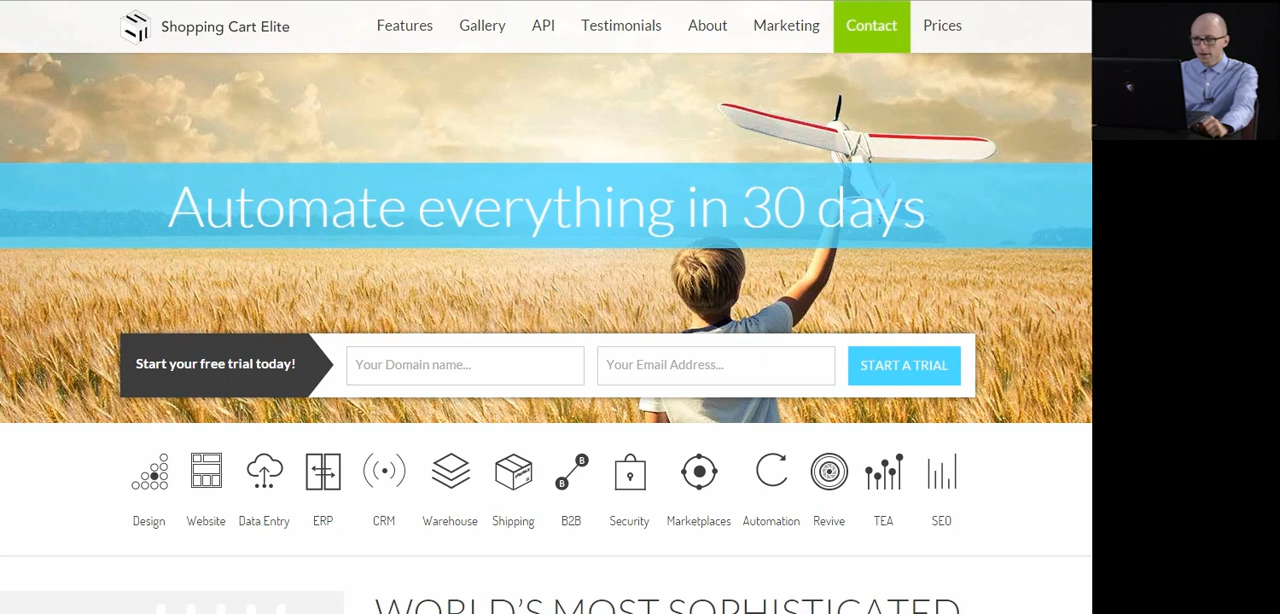 Shopping Cart Elite
Features Gallery API Testimonials About Marketing Contact Prices
Automate everything in 30 days
Start your free trial today! Your Domain name... Your Email Address... START A TRIAL
B
B
Design Website Data Entry ERP CRM Warehouse Shipping B2B Security Marketplaces Automation Revive TEA SEO
WORLD'S MOST SOPHISTICATED